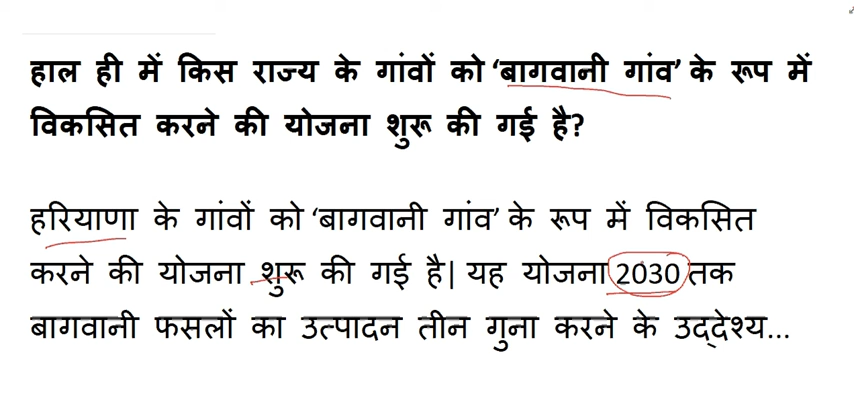 हाल ही में किस राज्य के गांवों को ‘बागवानी गांव’ के रूप में
विकसित करने की योजना शुरू की गई है?
हरियाणा के गांवों को ‘बागवानी गांव’ के रूप में विकसित
करने की योजना शुरू की गई है| यह योजना 2030 तक
बागवानी फसलों का उत्पादन तीन गुना करने के उद्देश्य...